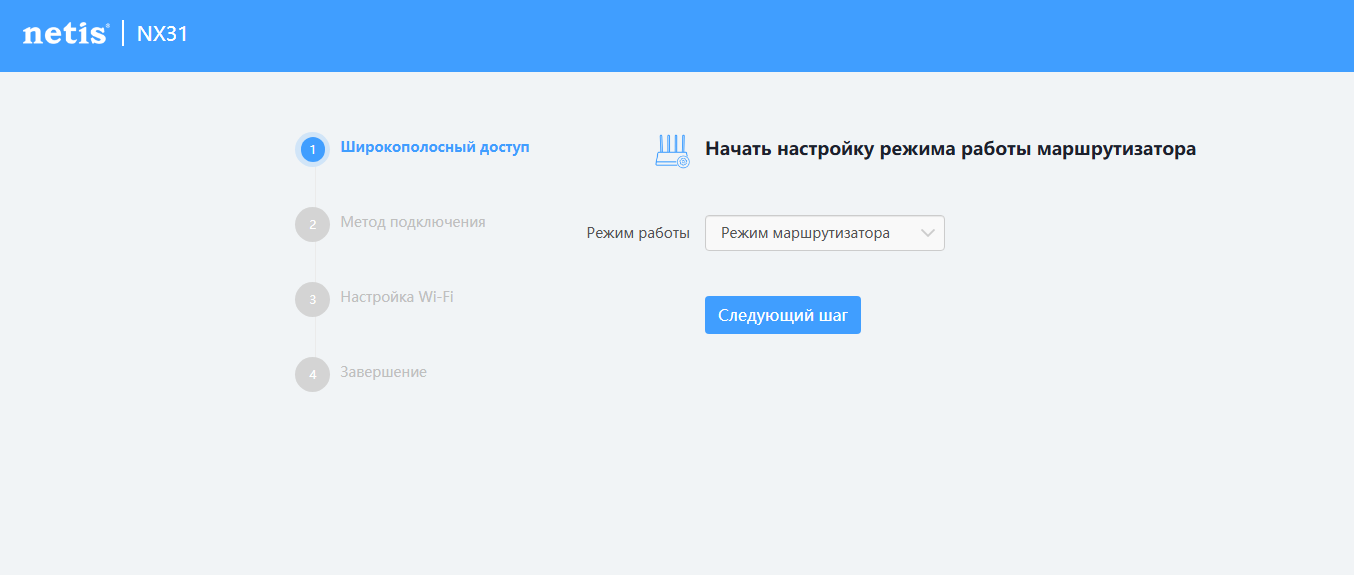 netis® NX31
1 Широкополосный доступ
2 Метод подключения
3 Настройка Wi-Fi
4 Завершение
Начать настройку режима работы маршрутизатора
Режим работы Режим маршрутизатора
Следующий шаг